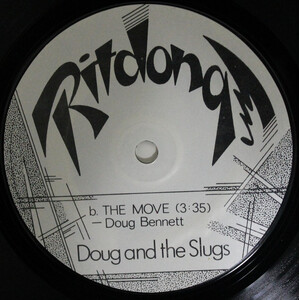 Ritdong
b. THE MOVE (3:35)
— Doug Bennett
Doug and the Slugs